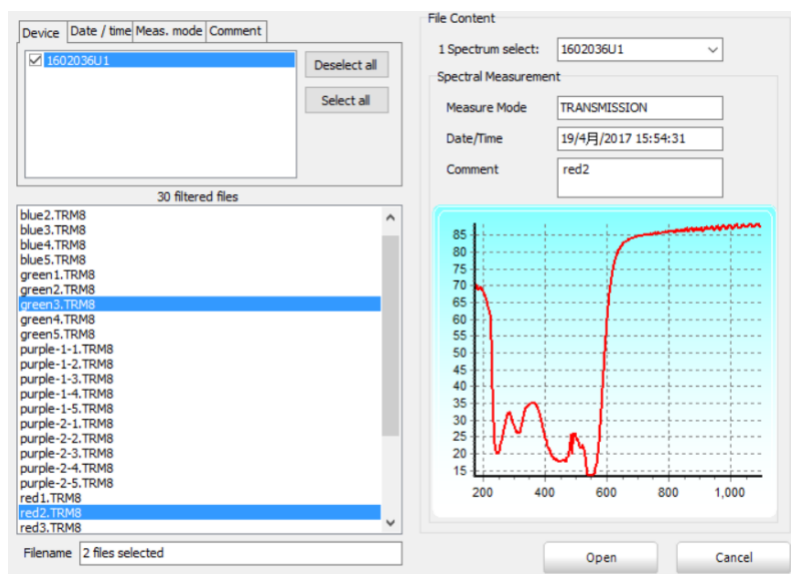 Device Date / time Meas. mode Comment
1602036U1
Deselect all
Select all
30 filtered files
blue2.TRM8
blue3.TRM8
blue4.TRM8
blue5.TRM8
green1.TRM8
green2.TRM8
green3.TRM8
green4.TRM8
green5.TRM8
purple-1-1.TRM8
purple-1-2.TRM8
purple-1-3.TRM8
purple-1-4.TRM8
purple-1-5.TRM8
purple-2-1.TRM8
purple-2-2.TRM8
purple-2-3.TRM8
purple-2-4.TRM8
purple-2-5.TRM8
red1.TRM8
red2.TRM8
red3.TRM8
Filename 2 files selected
File Content
1 Spectrum select: 1602036U1
Spectral Measurement
Measure Mode TRANSMISSION
Date/Time 19/4月/2017 15:54:31
Comment red2
85
80
75
70
65
60
55
50
45
40
35
30
25
20
15
200 400 600 800 1,000
Open Cancel